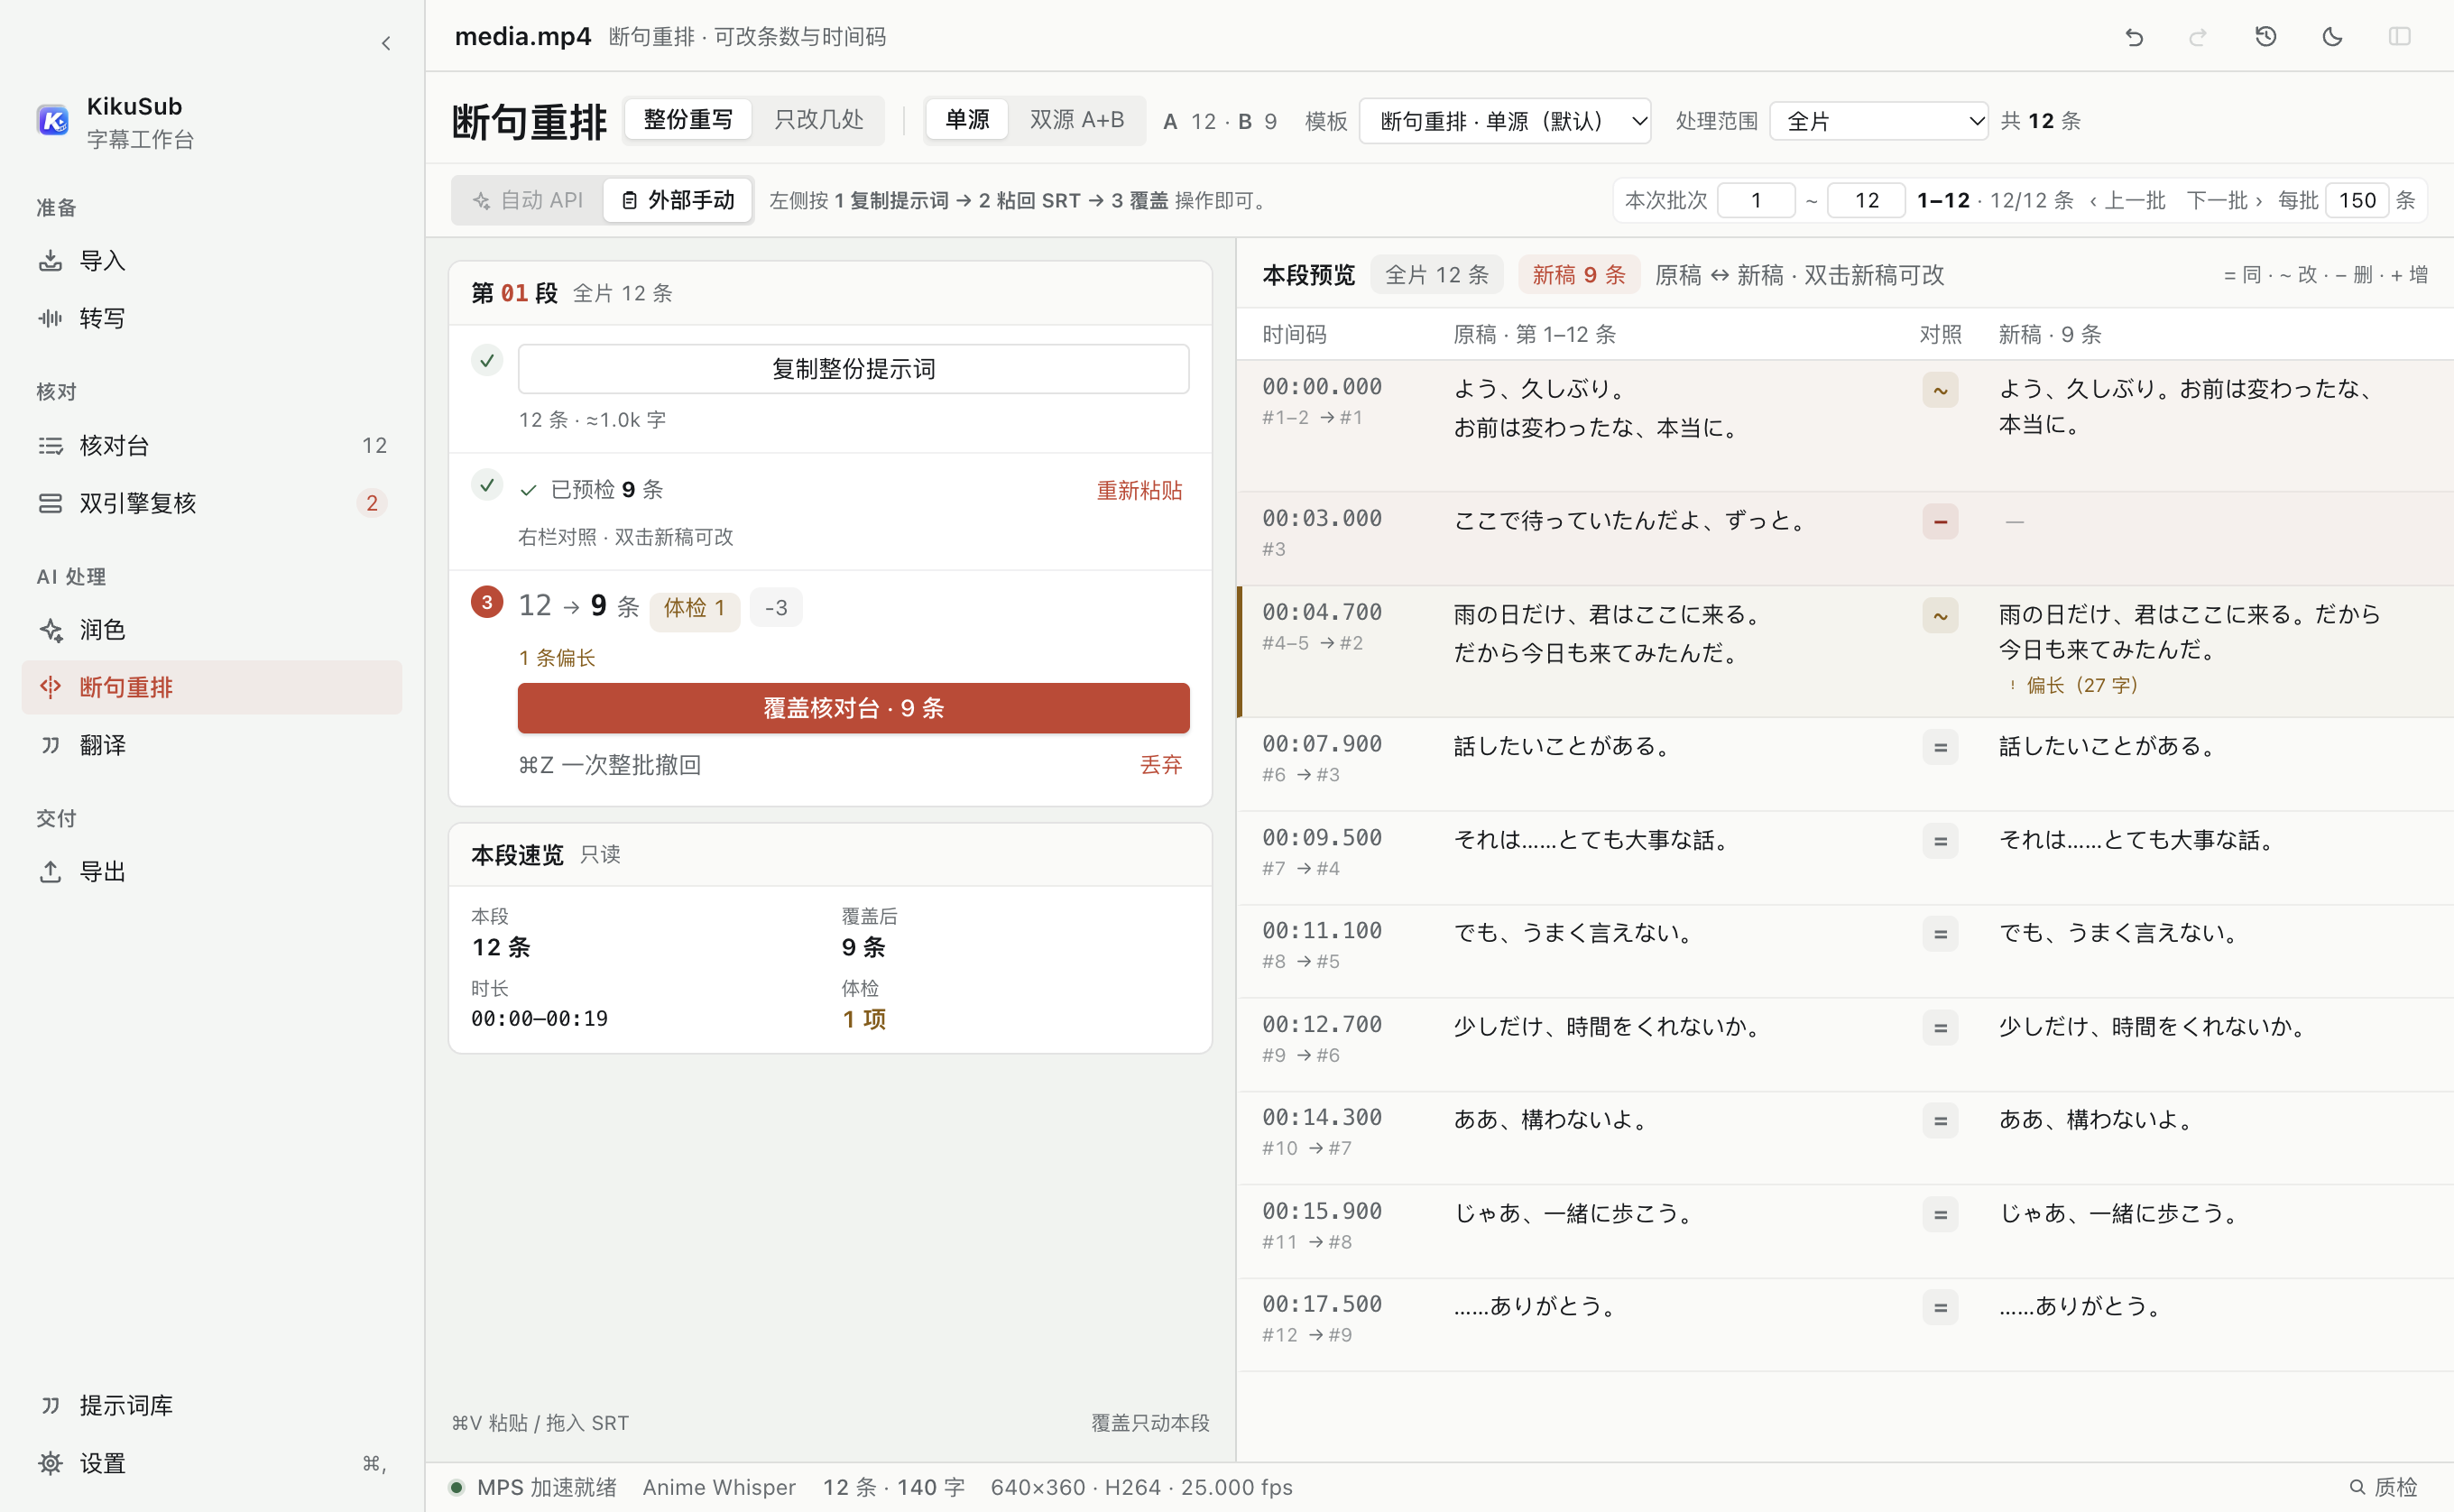 KikuSub
字幕工作台
准备
导入
转写
核对
核对台 12
双引擎复核 2
AI 处理
润色
断句重排
翻译
交付
导出
提示词库
设置 ⌘,
media.mp4 断句重排 · 可改条数与时间码
断句重排 整份重写 只改几处 单源 双源 A+B A 12 · B 9 模板 断句重排 · 单源（默认） 处理范围 全片 共 12 条
自动 API 外部手动 左侧按 1 复制提示词 → 2 粘回 SRT → 3 覆盖 操作即可。 本次批次 1 ~ 12 1–12 · 12/12 条 ‹ 上一批 下一批 › 每批 150 条
第 01 段 全片 12 条
复制整份提示词
12 条 · ≈1.0k 字
已预检 9 条 重新粘贴
右栏对照 · 双击新稿可改
3 12 → 9 条 体检 1 -3
1 条偏长
覆盖核对台 · 9 条
⌘Z 一次整批撤回 丢弃
本段速览 只读
本段 覆盖后
12 条 9 条
时长 体检
00:00—00:19 1 项
⌘V 粘贴 / 拖入 SRT 覆盖只动本段
本段预览 全片 12 条 新稿 9 条 原稿 ↔ 新稿 · 双击新稿可改 = 同 · ~ 改 · − 删 · + 增
时间码 原稿 · 第 1–12 条 对照 新稿 · 9 条
00:00.000 よう、久しぶり。 ~ よう、久しぶり。お前は変わったな、
#1–2 →#1 お前は変わったな、本当に。 本当に。
00:03.000 ここで待っていたんだよ、ずっと。 − —
#3
00:04.700 雨の日だけ、君はここに来る。 ~ 雨の日だけ、君はここに来る。だから
#4–5 →#2 だから今日も来てみたんだ。 今日も来てみたんだ。
! 偏长（27 字）
00:07.900 話したいことがある。 = 話したいことがある。
#6 →#3
00:09.500 それは……とても大事な話。 = それは……とても大事な話。
#7 →#4
00:11.100 でも、うまく言えない。 = でも、うまく言えない。
#8 →#5
00:12.700 少しだけ、時間をくれないか。 = 少しだけ、時間をくれないか。
#9 →#6
00:14.300 ああ、構わないよ。 = ああ、構わないよ。
#10 →#7
00:15.900 じゃあ、一緒に歩こう。 = じゃあ、一緒に歩こう。
#11 →#8
00:17.500 ……ありがとう。 = ……ありがとう。
#12 →#9
MPS 加速就绪 Anime Whisper 12 条 · 140 字 640×360 · H264 · 25.000 fps 质检